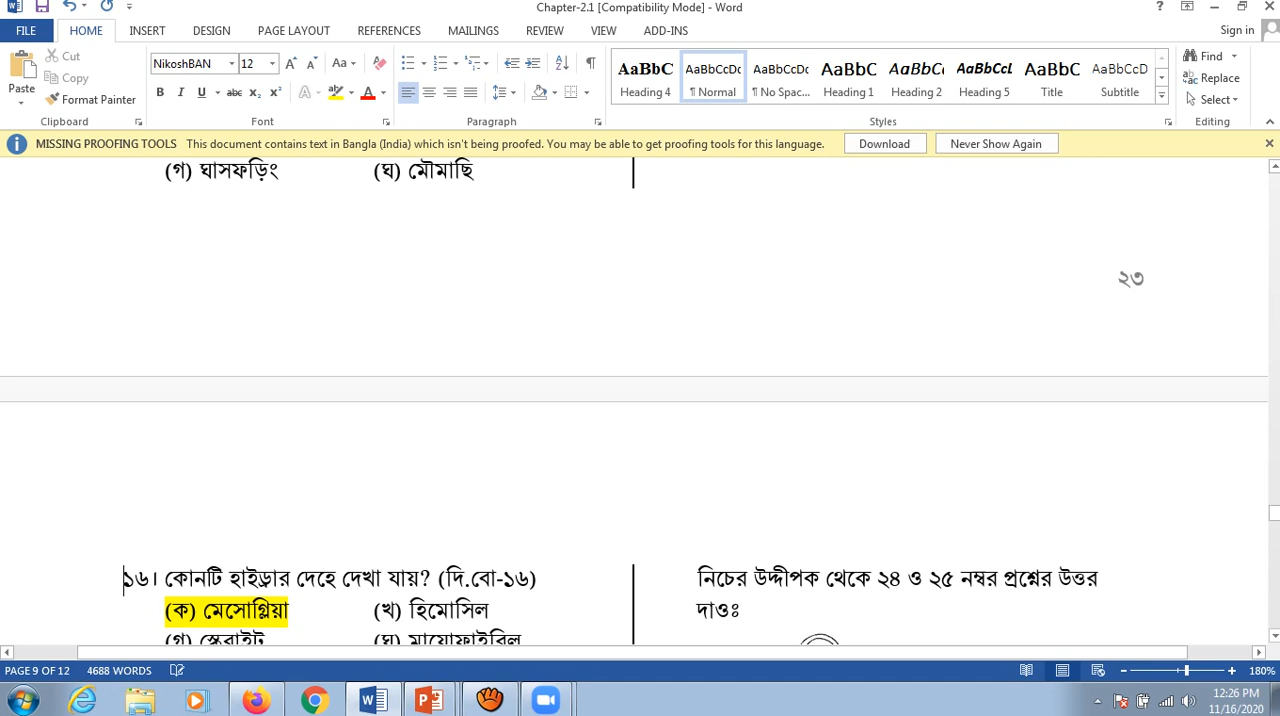 Chapter-2.1 [Compatibility Mode] - Word
FILE HOME INSERT DESIGN PAGE LAYOUT REFERENCES MAILINGS REVIEW VIEW ADD-INS Sign in
Paste Cut Copy Format Painter
NikoshBAN 12
AaBbC AaBbCcDc AaBbCcDc AaBbC AaBbCc AaBbCcL AaBbC AaBbCcD
Heading 4 ¶ Normal ¶ No Spac... Heading 1 Heading 2 Heading 5 Title Subtitle
Find Replace Select
Clipboard Font Paragraph Styles Editing
MISSING PROOFING TOOLS This document contains text in Bangla (India) which isn't being proofed. You may be able to get proofing tools for this language. Download Never Show Again
(গ) ঘাসফড়িং (ঘ) মৌমাছি
২৩
১৬। কোনটি হাইড্রার দেহে দেখা যায়? (দি.বো-১৬)
(ক) মেসোগ্লিয়া (খ) হিমোসিল
(গ) স্কেরাইট (ঘ) মায়োফাইব্রিল
নিচের উদ্দীপক থেকে ২৪ ও ২৫ নম্বর প্রশ্নের উত্তর
দাওঃ
PAGE 9 OF 12 4688 WORDS 180%
12:26 PM
11/16/2020